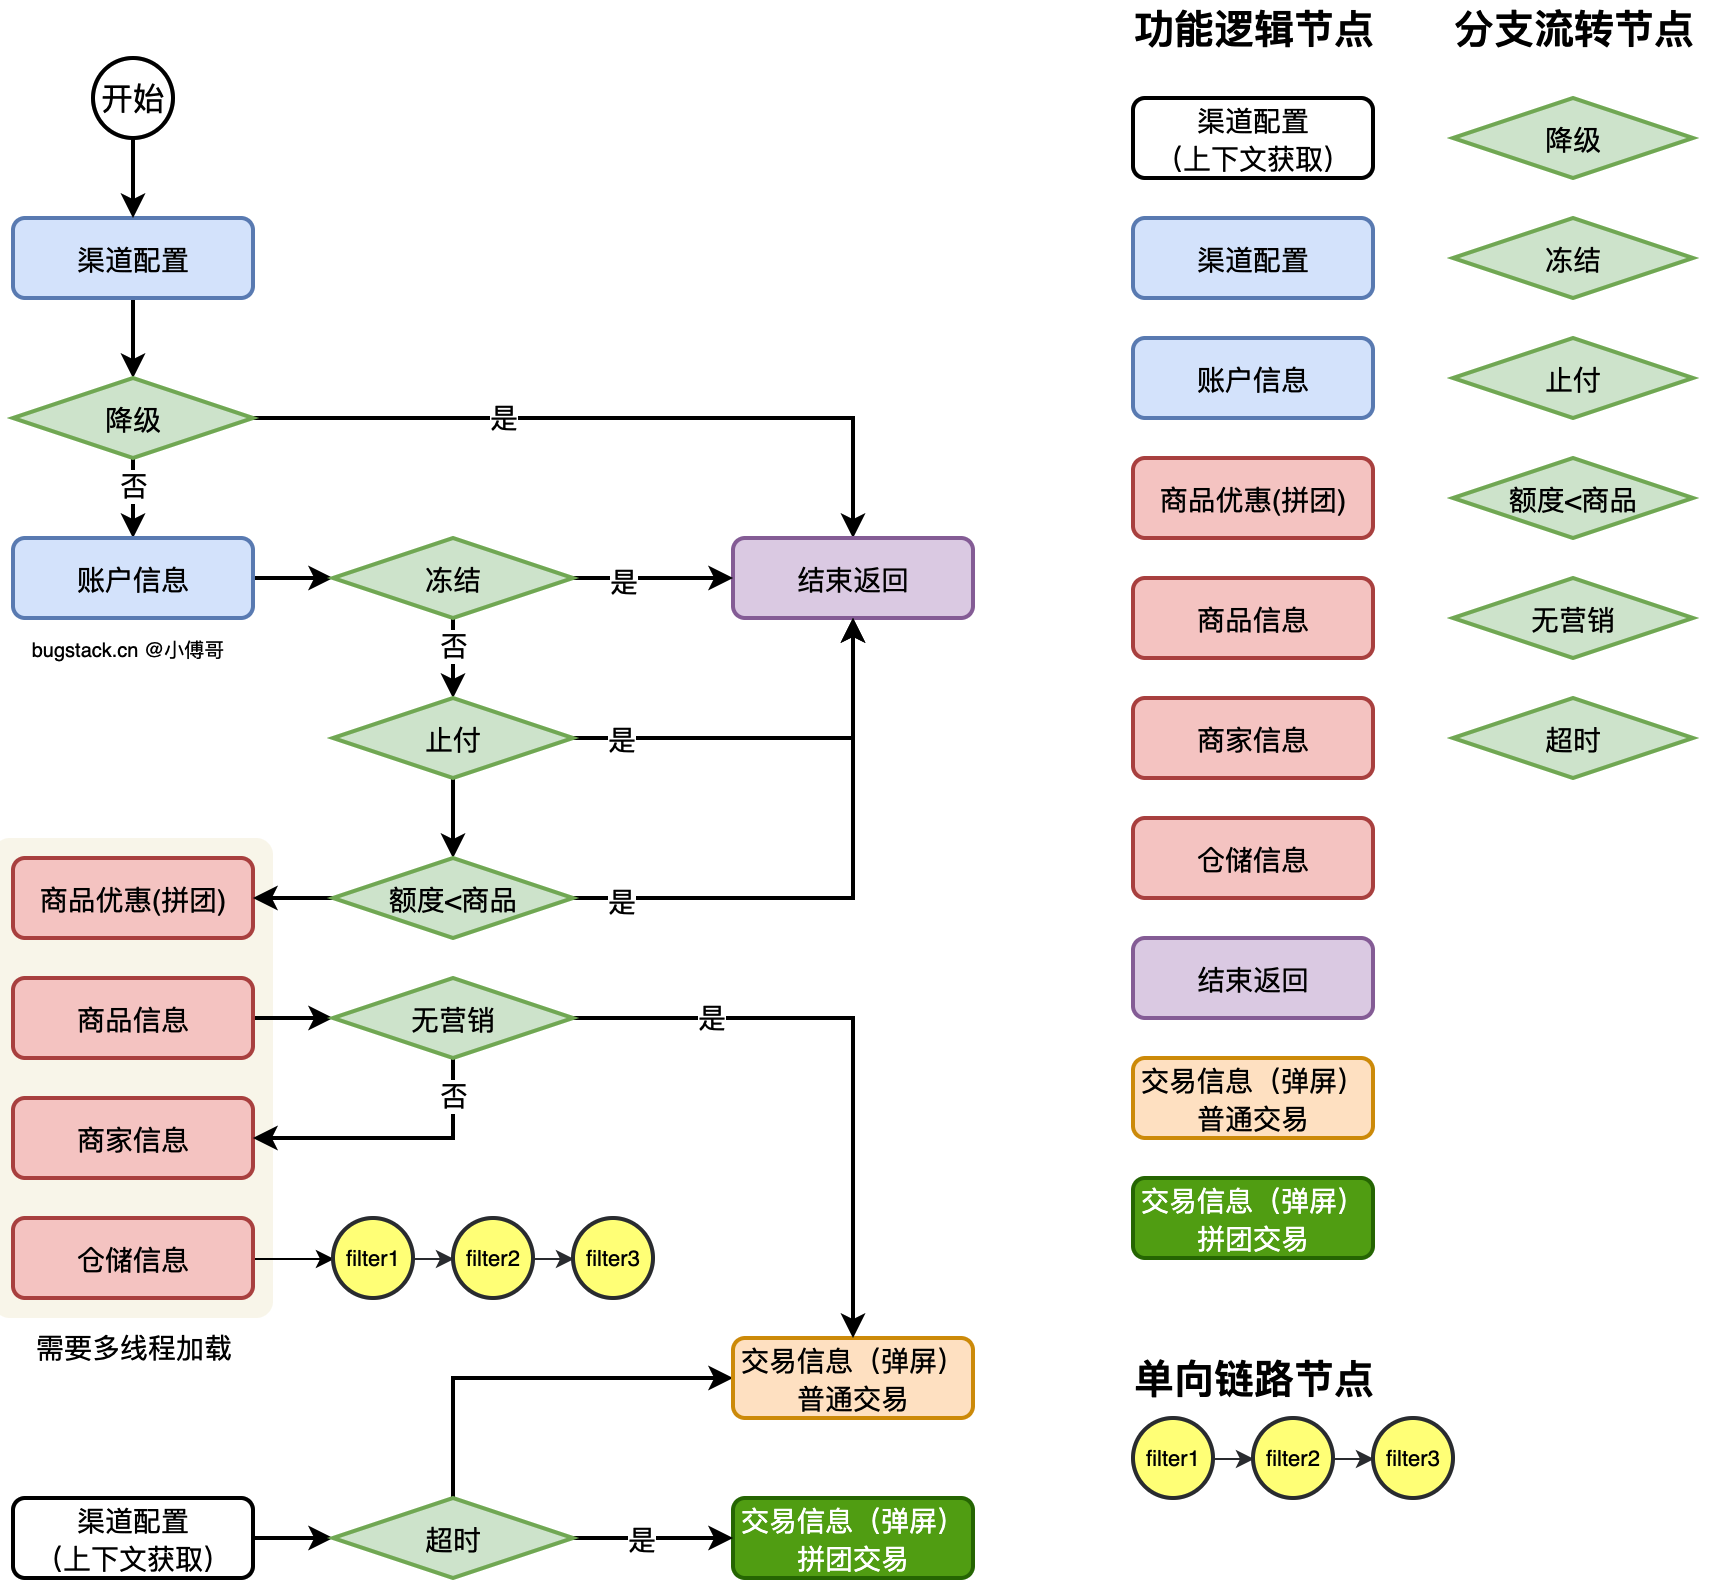 开始
渠道配置
降级
是
否
账户信息
冻结
是
结束返回
bugstack.cn @小傅哥
否
止付
是
商品优惠(拼团)
额度<商品
是
商品信息
无营销
是
否
商家信息
仓储信息
filter1
filter2
filter3
需要多线程加载
交易信息（弹屏）
普通交易
渠道配置
（上下文获取）
超时
是
交易信息（弹屏）
拼团交易
功能逻辑节点
渠道配置
（上下文获取）
渠道配置
账户信息
商品优惠(拼团)
商品信息
商家信息
仓储信息
结束返回
交易信息（弹屏）
普通交易
交易信息（弹屏）
拼团交易
分支流转节点
降级
冻结
止付
额度<商品
无营销
超时
单向链路节点
filter1
filter2
filter3